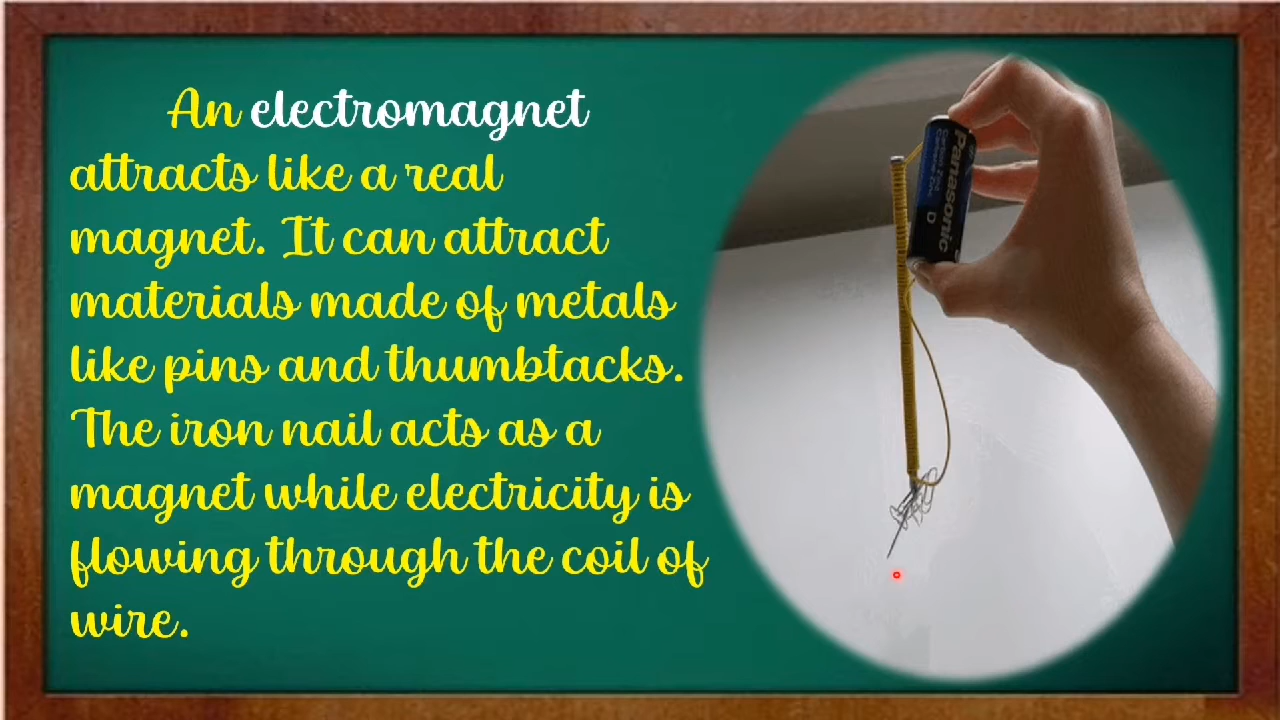 An electromagnet
attracts like a real
magnet. It can attract
materials made of metals
like pins and thumbtacks.
The iron nail acts as a
magnet while electricity is
flowing through the coil of
wire.
Panasonic
D